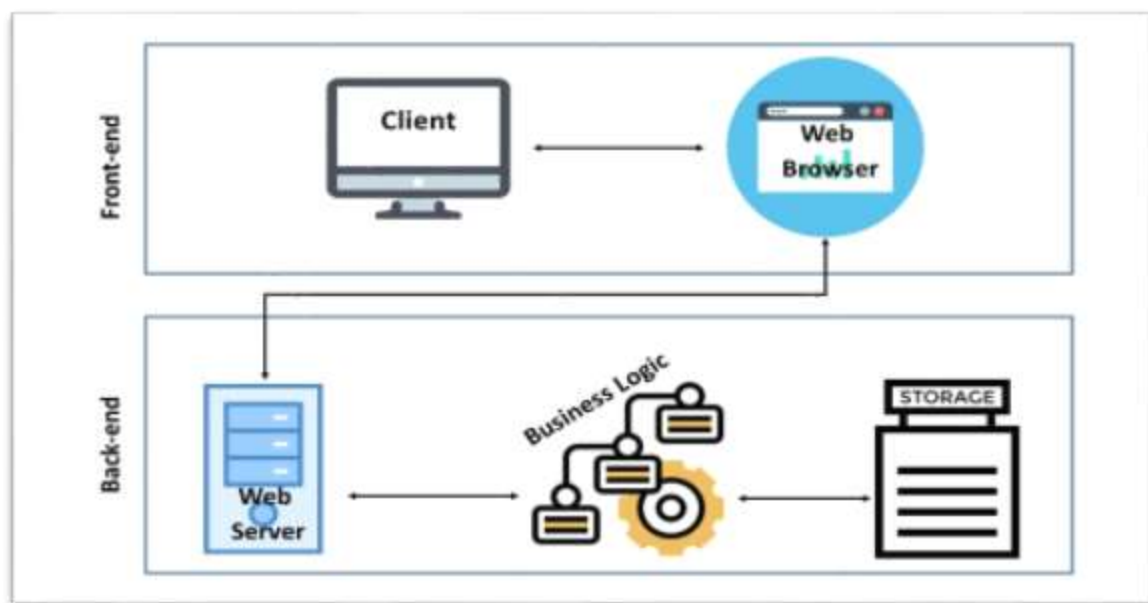 Front-end
Client
Web
Browser
Back-end
Web
Server
Business Logic
STORAGE